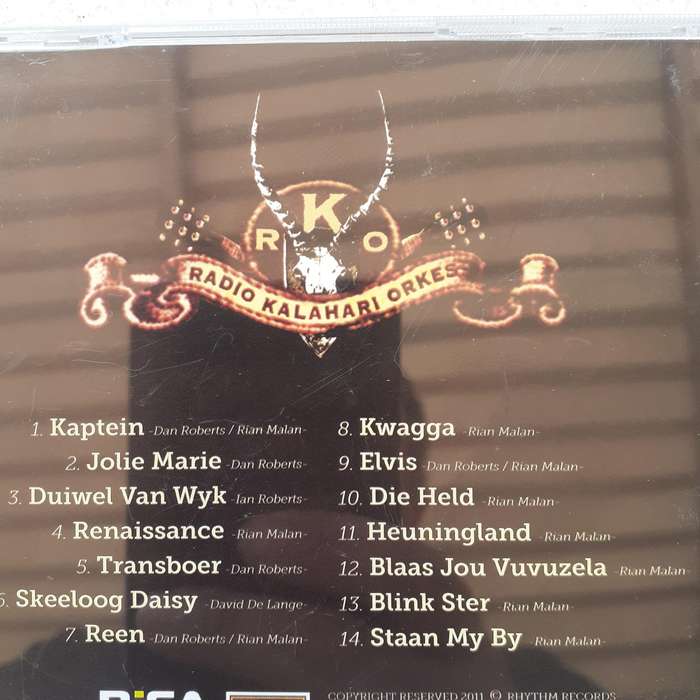 K
R O
RADIO KALAHARI ORKES
1. Kaptein -Dan Roberts / Rian Malan-
2. Jolie Marie -Dan Roberts-
3. Duiwel Van Wyk -Ian Roberts-
4. Renaissance -Rian Malan-
5. Transboer -Dan Roberts-
6. Skeeloog Daisy -David De Lange-
7. Reen -Dan Roberts / Rian Malan-
8. Kwagga -Rian Malan-
9. Elvis -Dan Roberts / Rian Malan-
10. Die Held -Rian Malan-
11. Heuningland -Rian Malan-
12. Blaas Jou Vuvuzela -Rian Malan-
13. Blink Ster -Rian Malan-
14. Staan My By -Rian Malan-
COPYRIGHT RESERVED 2011 © RHYTHM RECORDS